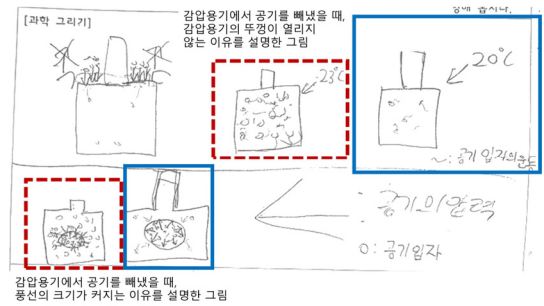 [과학 그리기]
감압용기에서 공기를 빼냈을 때,
감압용기의 뚜껑이 열리지
않는 이유를 설명한 그림
23℃
20℃
~: 공기 입자의 운동
: 공기의 압력
O: 공기입자
감압용기에서 공기를 빼냈을 때,
풍선의 크기가 커지는 이유를 설명한 그림